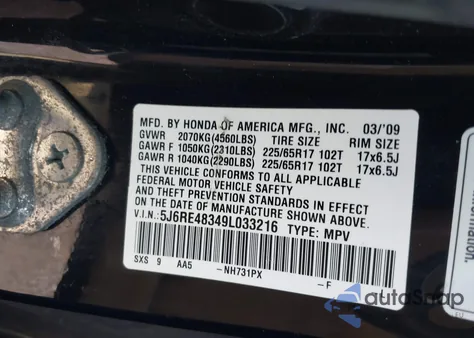 MFD. BY HONDA OF AMERICA MFG., INC. 03/'09
GVWR 2070KG(4560LBS) TIRE SIZE RIM SIZE
GAWR F 1050KG(2310LBS) 225/65R17 102T 17x6.5J
GAWR R 1040KG(2290LBS) 225/65R17 102T 17x6.5J
THIS VEHICLE CONFORMS TO ALL APPLICABLE
FEDERAL MOTOR VEHICLE SAFETY
AND THEFT PREVENTION STANDARDS IN EFFECT ON
THE DATE OF MANUFACTURE SHOWN ABOVE.
V.I.N: 5J6RE48349L033216 TYPE: MPV
SXS 9 AA5 -NH731PX -F
autoSnap